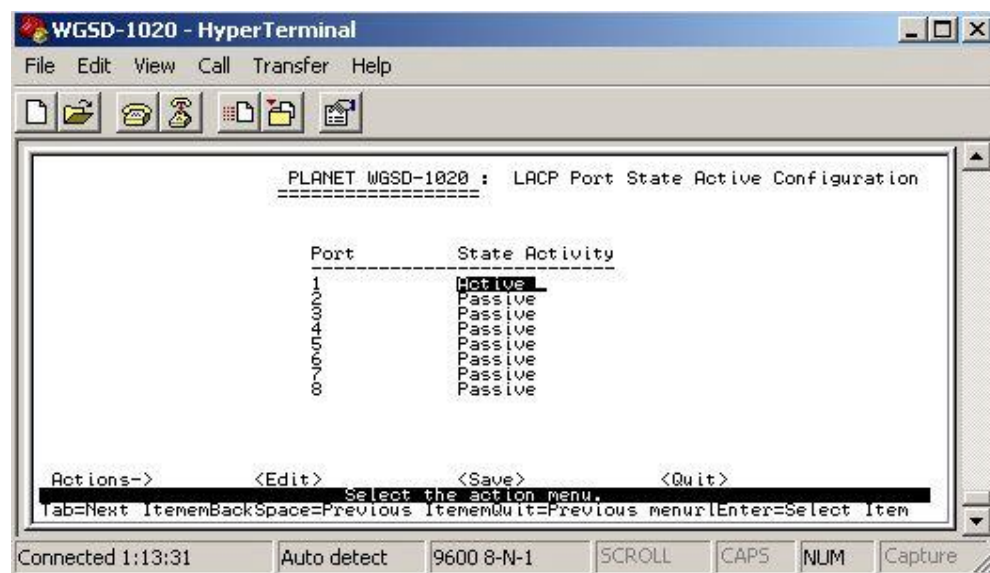 WGSD-1020 - HyperTerminal
File Edit View Call Transfer Help
PLANET WGSD-1020 : LACP Port State Active Configuration
===================
Port State Activity
1 Active
2 Passive
3 Passive
4 Passive
5 Passive
6 Passive
7 Passive
8 Passive
Actions-> <Edit> <Save> <Quit>
Select the action menu.
Tab=Next ItememBackSpace=Previous ItememQuit=Previous menurlEnter=Select Item
Connected 1:13:31 Auto detect 9600 8-N-1 SCROLL CAPS NUM Capture